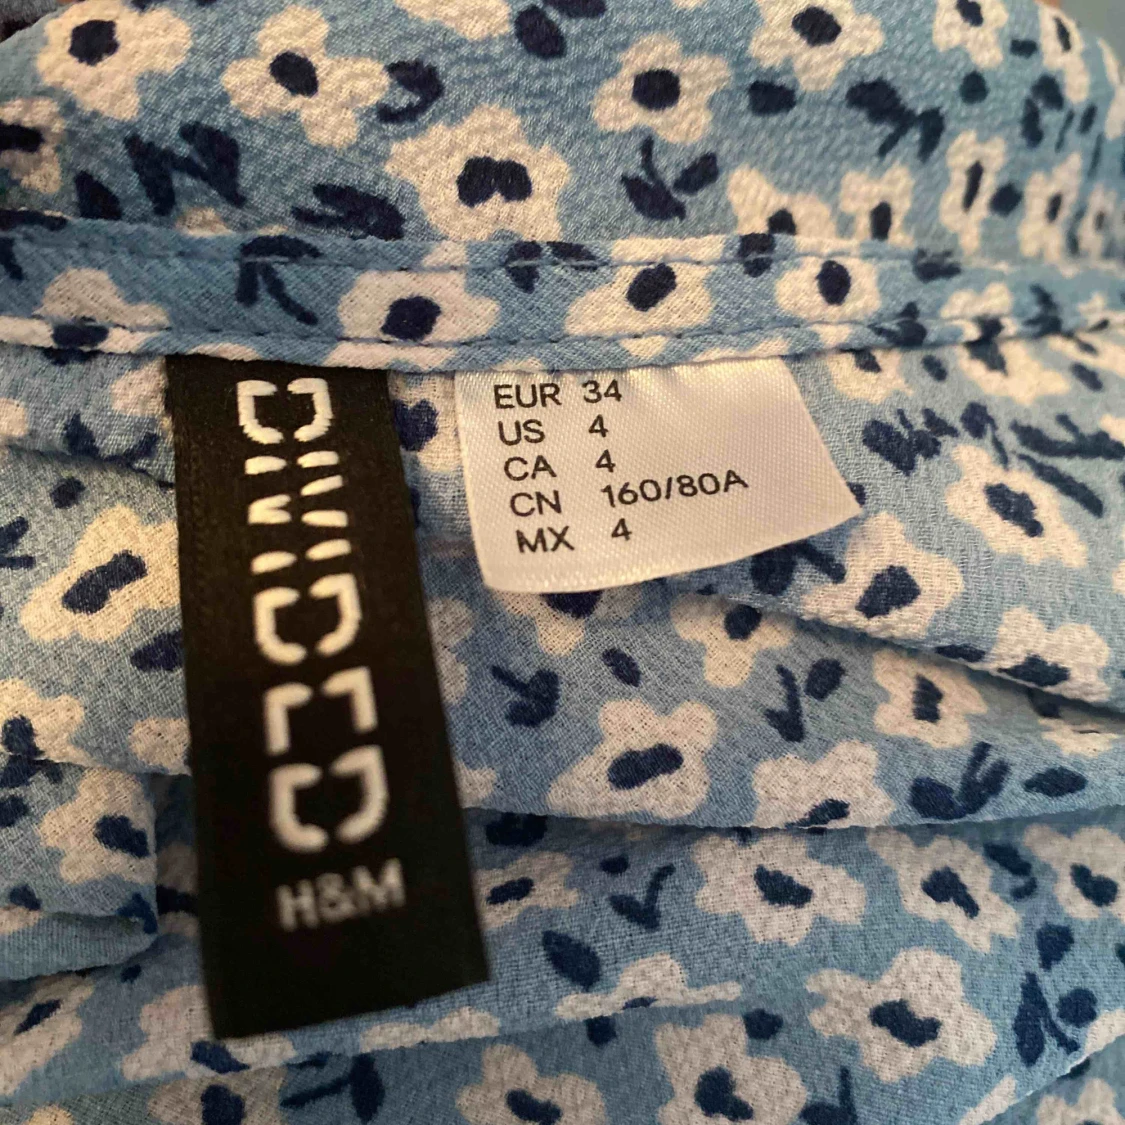 DIVIDED
H&M
EUR 34
US 4
CA 4
CN 160/80A
MX 4